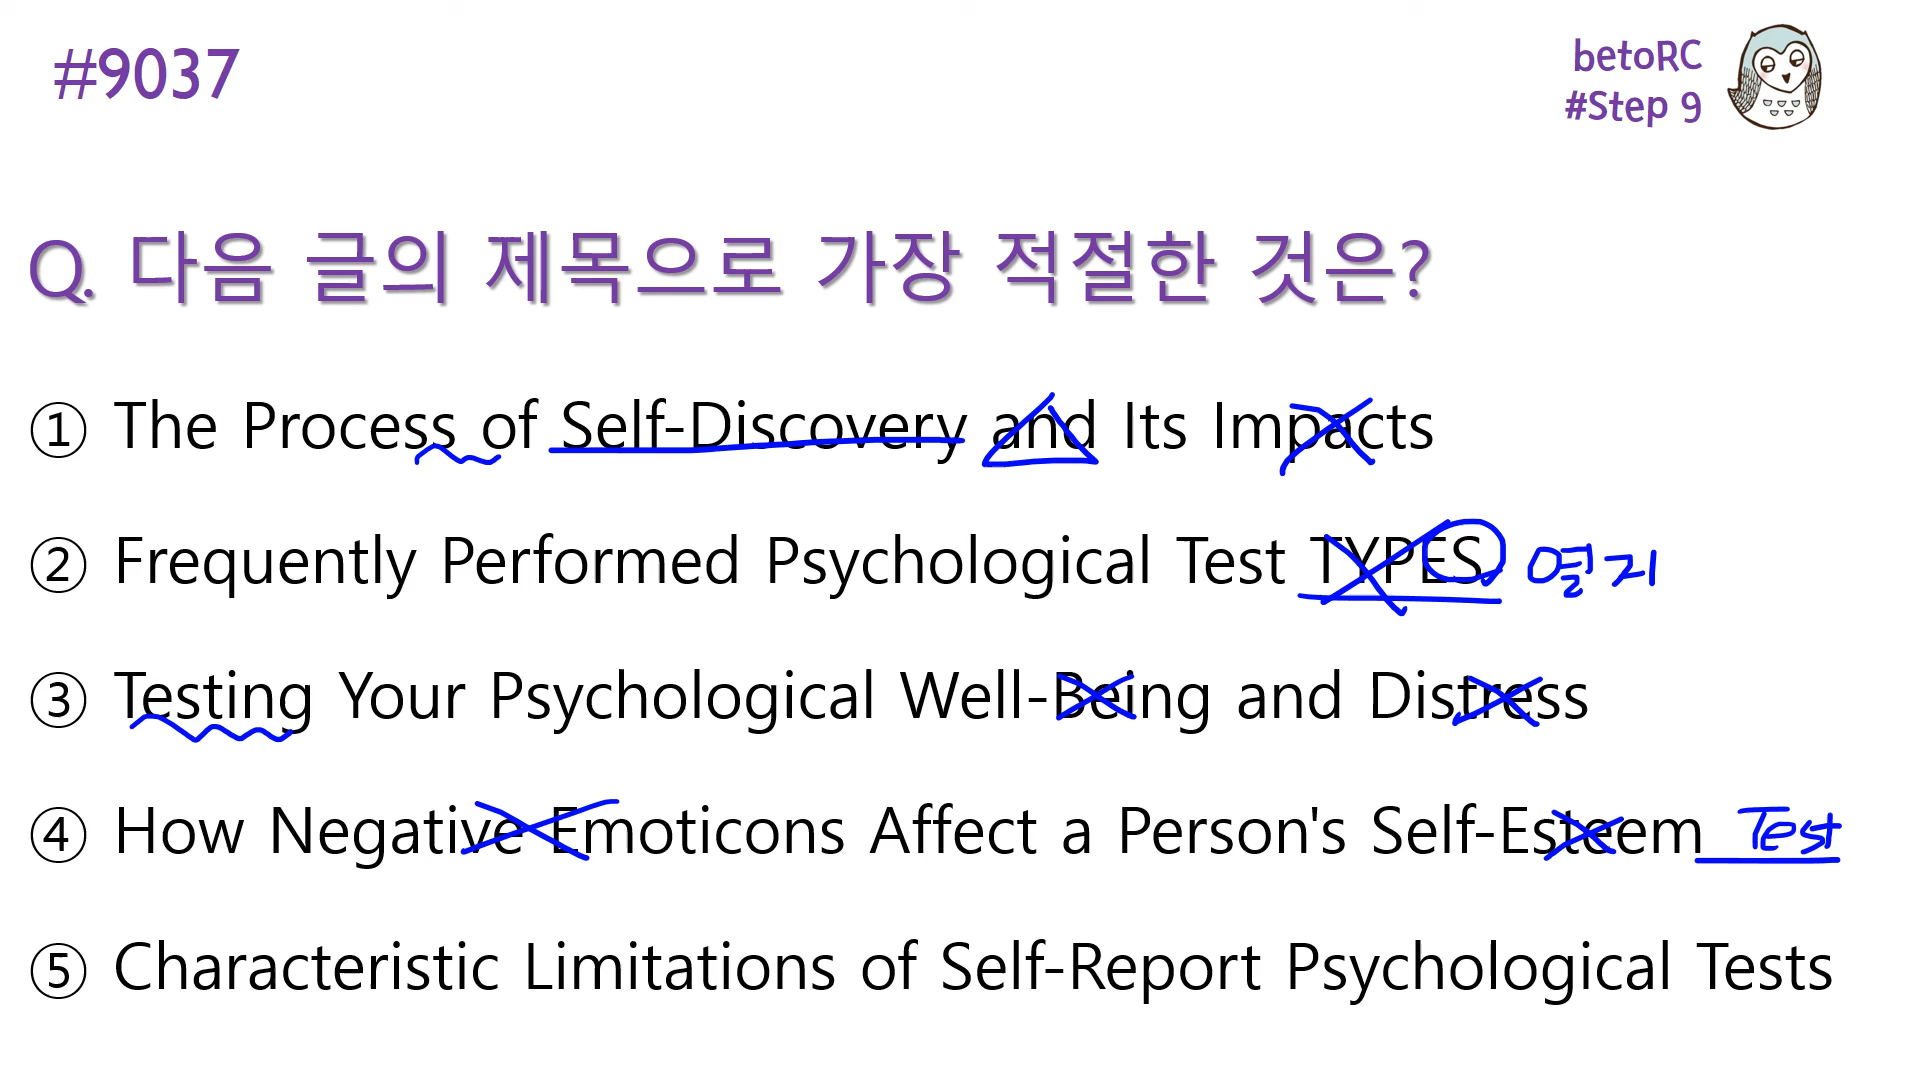 #9037
betoRC
#Step 9
Q. 다음 글의 제목으로 가장 적절한 것은?
① The Process of Self-Discovery and Its Impacts
② Frequently Performed Psychological Test TYPES 열거
③ Testing Your Psychological Well-Being and Distress
④ How Negative Emoticons Affect a Person's Self-Esteem Test
⑤ Characteristic Limitations of Self-Report Psychological Tests